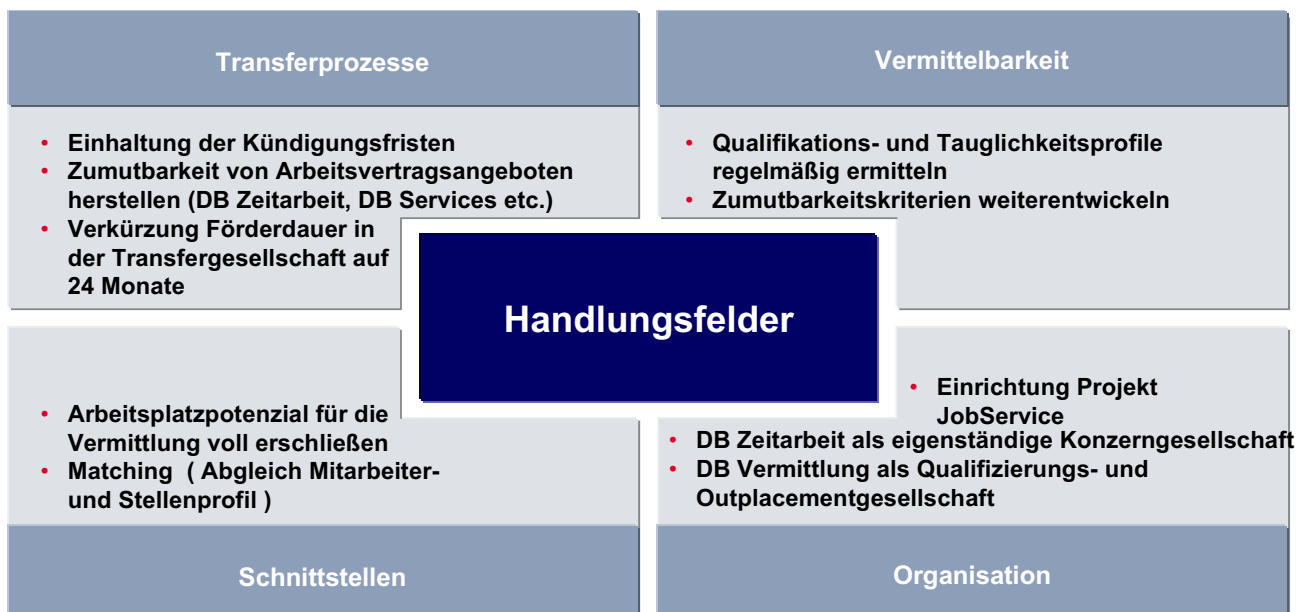 Transferprozesse
• Einhaltung der Kündigungsfristen
• Zumutbarkeit von Arbeitsvertragsangeboten
herstellen (DB Zeitarbeit, DB Services etc.)
• Verkürzung Förderdauer in
der Transfergesellschaft auf
24 Monate
Vermittelbarkeit
• Qualifikations- und Tauglichkeitsprofile
regelmäßig ermitteln
• Zumutbarkeitskriterien weiterentwickeln
Handlungsfelder
• Arbeitsplatzpotenzial für die
Vermittlung voll erschließen
• Matching ( Abgleich Mitarbeiter-
und Stellenprofil )
Schnittstellen
• Einrichtung Projekt
JobService
• DB Zeitarbeit als eigenständige Konzerngesellschaft
• DB Vermittlung als Qualifizierungs- und
Outplacementgesellschaft
Organisation